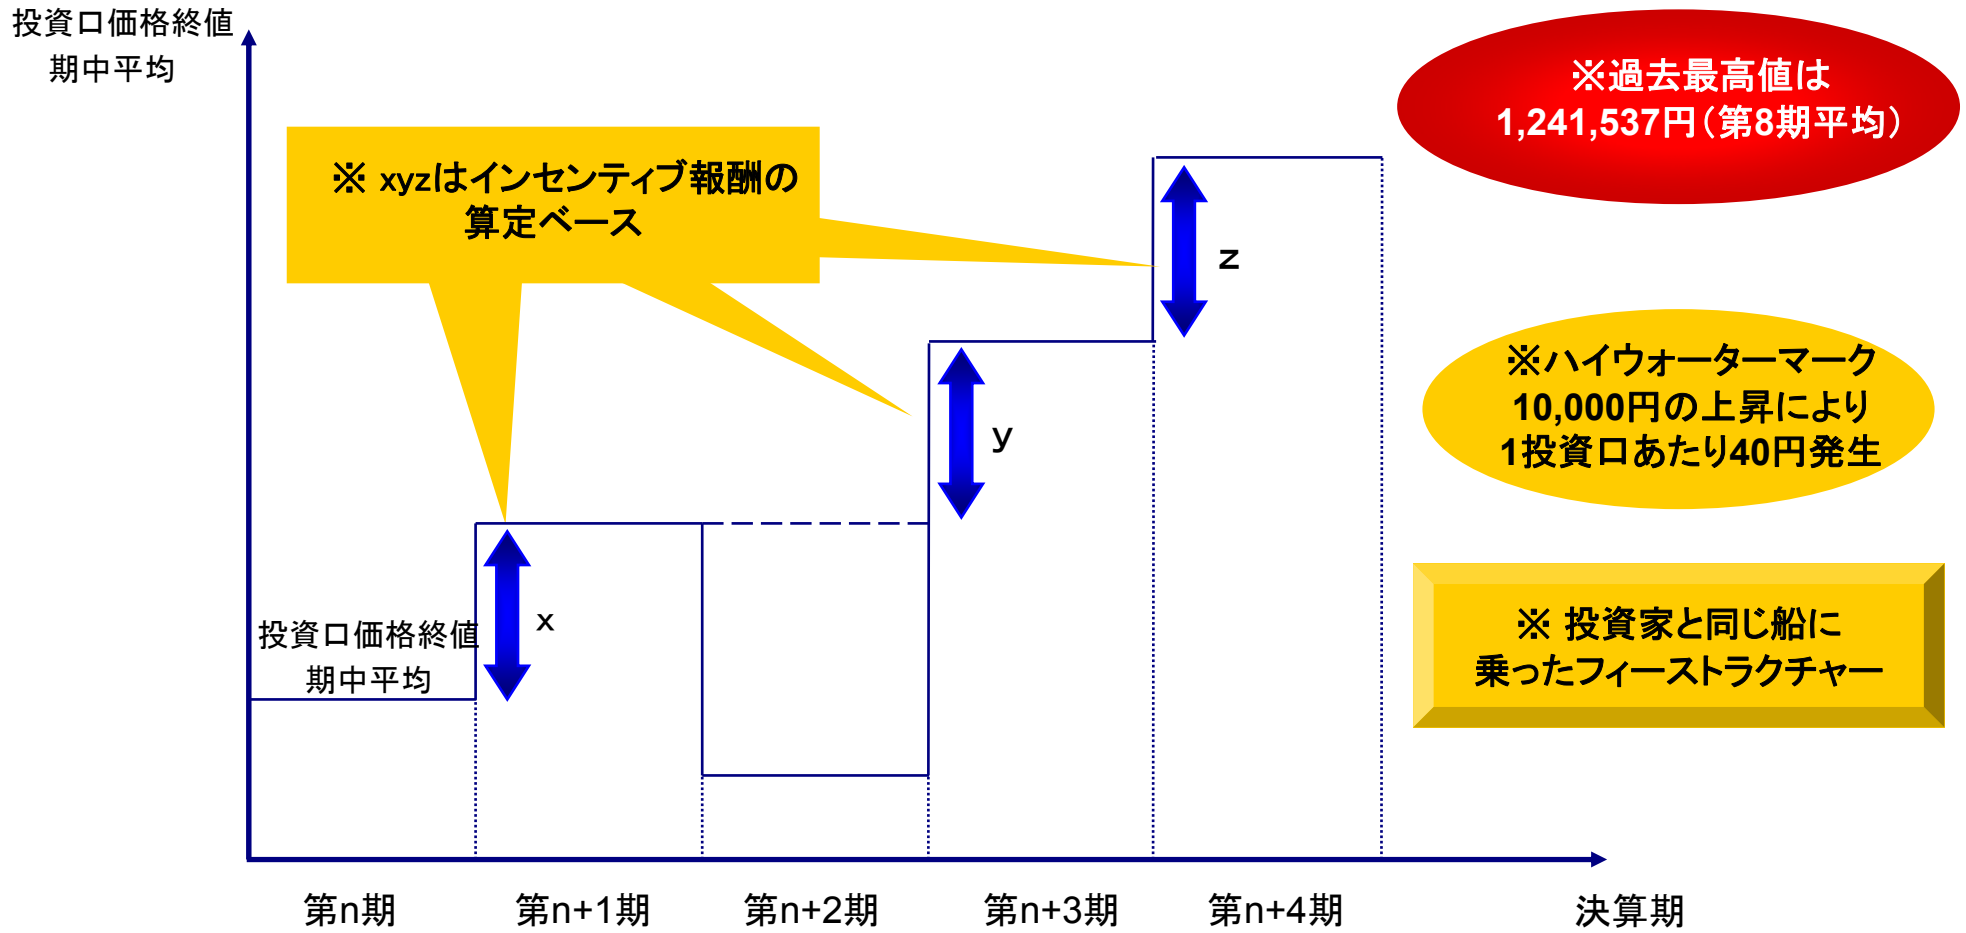 投資口価格終値
期中平均
※過去最高値は
1,241,537円（第8期平均）
※ xyzはインセンティブ報酬の
算定ベース
z
※ハイウォーターマーク
10,000円の上昇により
1投資口あたり40円発生
y
x
投資口価格終値
期中平均
※ 投資家と同じ船に
乗ったフィーストラクチャー
第n期
第n+1期
第n+2期
第n+3期
第n+4期
決算期